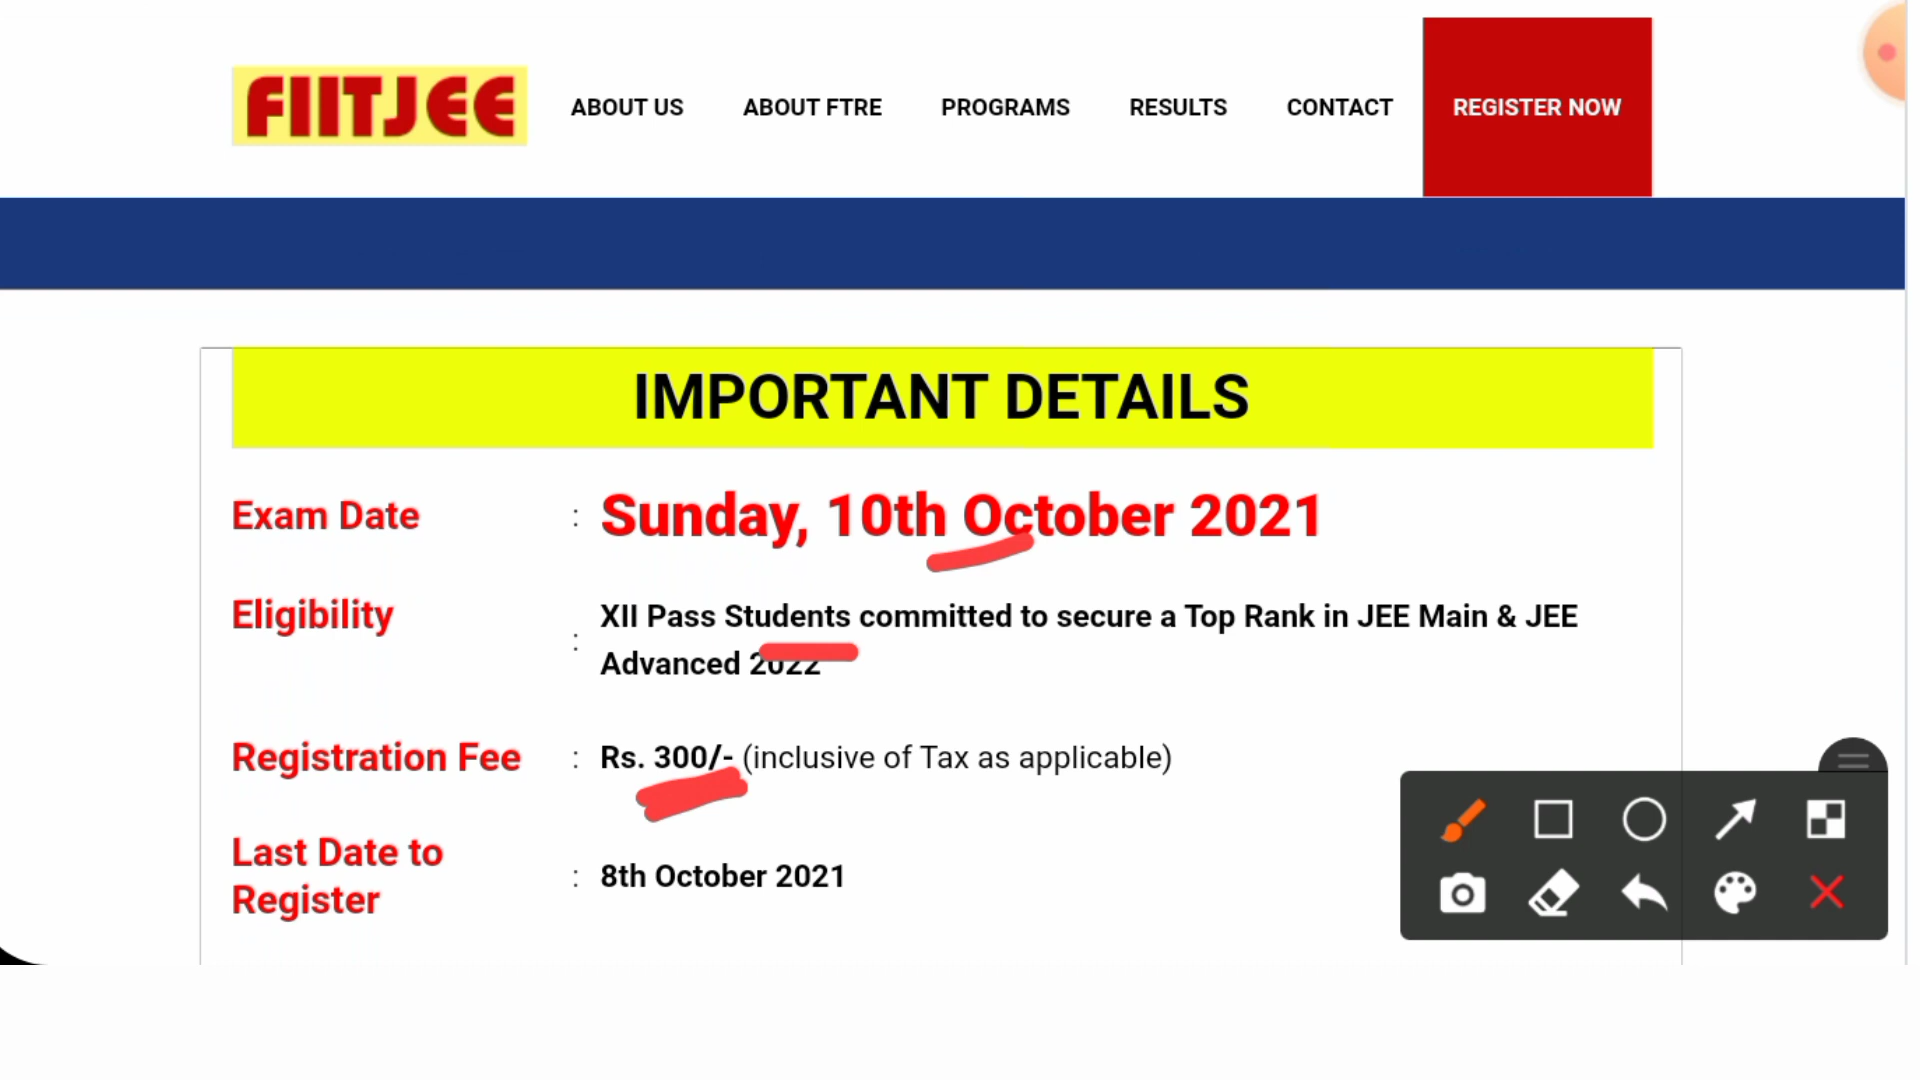 FIITJEE
ABOUT US ABOUT FTRE PROGRAMS RESULTS CONTACT REGISTER NOW
IMPORTANT DETAILS
Exam Date : Sunday, 10th October 2021
Eligibility : XII Pass Students committed to secure a Top Rank in JEE Main & JEE
Advanced 2022
Registration Fee : Rs. 300/- (inclusive of Tax as applicable)
Last Date to
Register : 8th October 2021